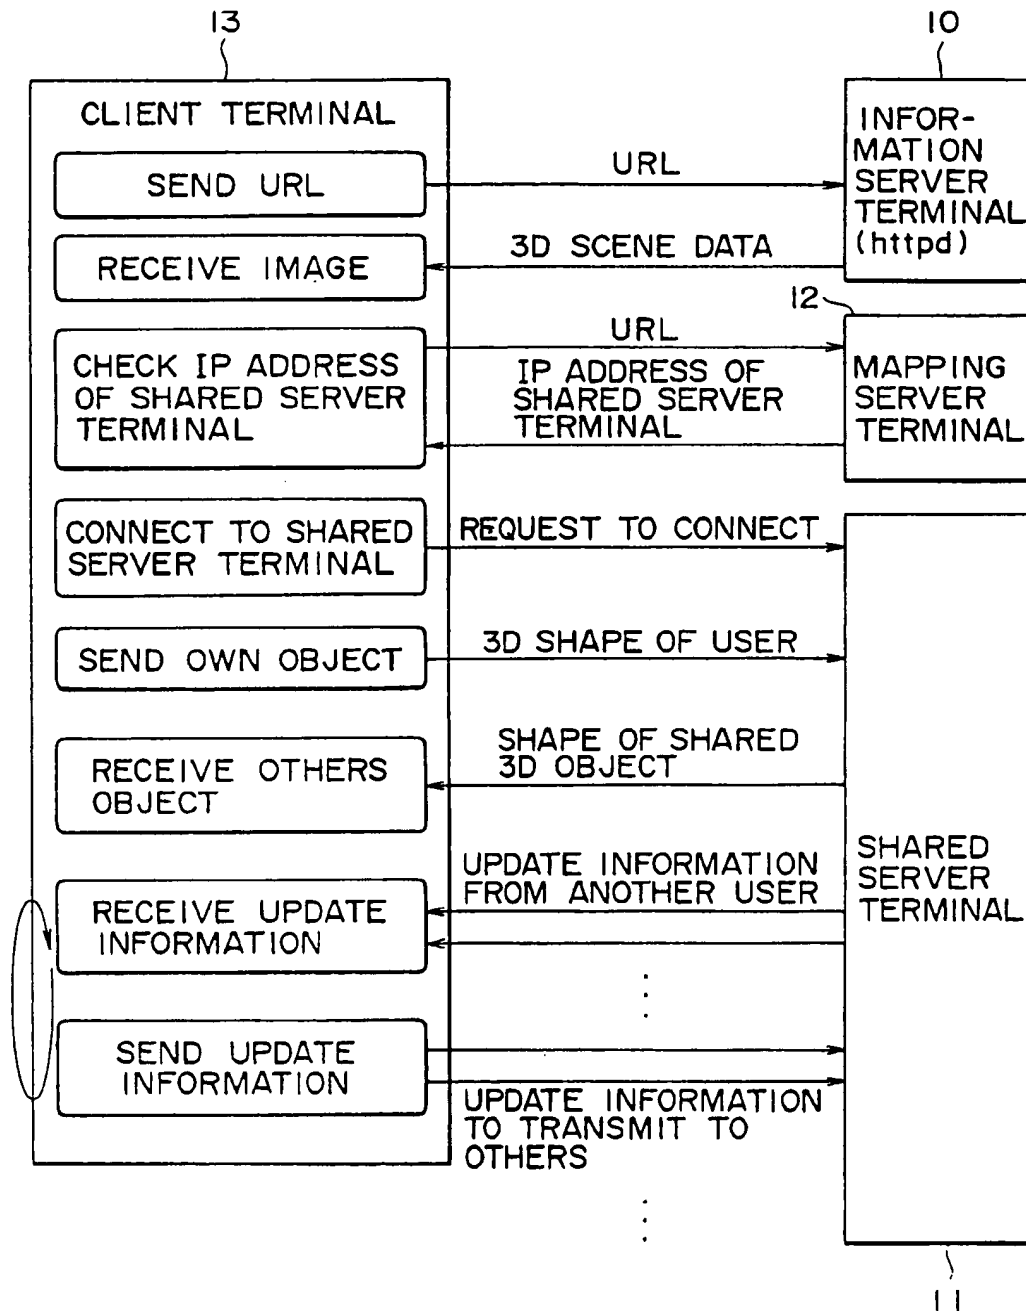 13
10
CLIENT TERMINAL
INFOR-
MATION
SERVER
TERMINAL
(httpd)
SEND URL
URL
RECEIVE IMAGE
3D SCENE DATA
12
CHECK IP ADDRESS
OF SHARED SERVER
TERMINAL
URL
IP ADDRESS OF
SHARED SERVER
TERMINAL
MAPPING
SERVER
TERMINAL
CONNECT TO SHARED
SERVER TERMINAL
REQUEST TO CONNECT
SEND OWN OBJECT
3D SHAPE OF USER
RECEIVE OTHERS
OBJECT
SHAPE OF SHARED
3D OBJECT
SHARED
SERVER
TERMINAL
RECEIVE UPDATE
INFORMATION
UPDATE INFORMATION
FROM ANOTHER USER
SEND UPDATE
INFORMATION
UPDATE INFORMATION
TO TRANSMIT TO
OTHERS
11